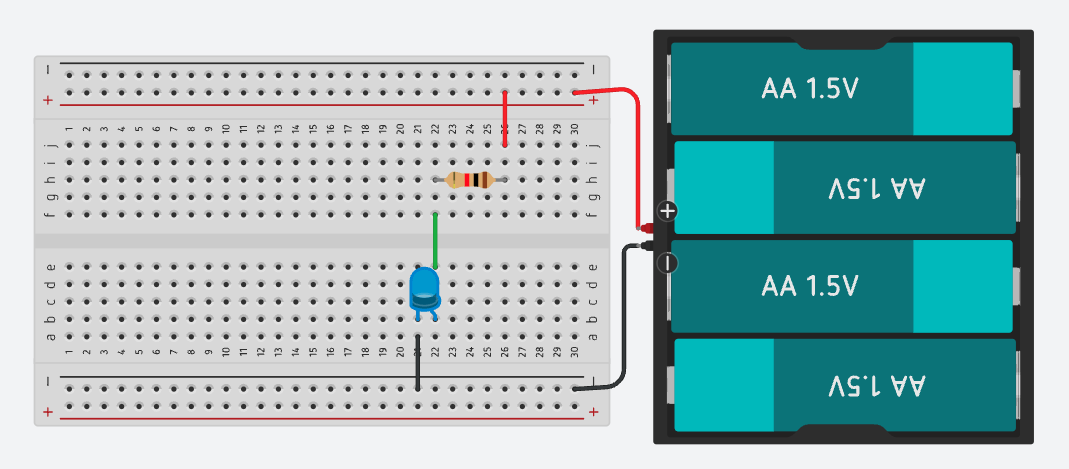 − −
+ +
1 2 3 4 5 6 7 8 9 10 11 12 13 14 15 16 17 18 19 20 21 22 23 24 25 26 27 28 29 30
j j
i i
h h
g g
f f
e e
d d
c c
b b
a a
1 2 3 4 5 6 7 8 9 10 11 12 13 14 15 16 17 18 19 20 21 22 23 24 25 26 27 28 29 30
− −
+ +
AA 1.5V
AA 1.5V
+
−
AA 1.5V
AA 1.5V